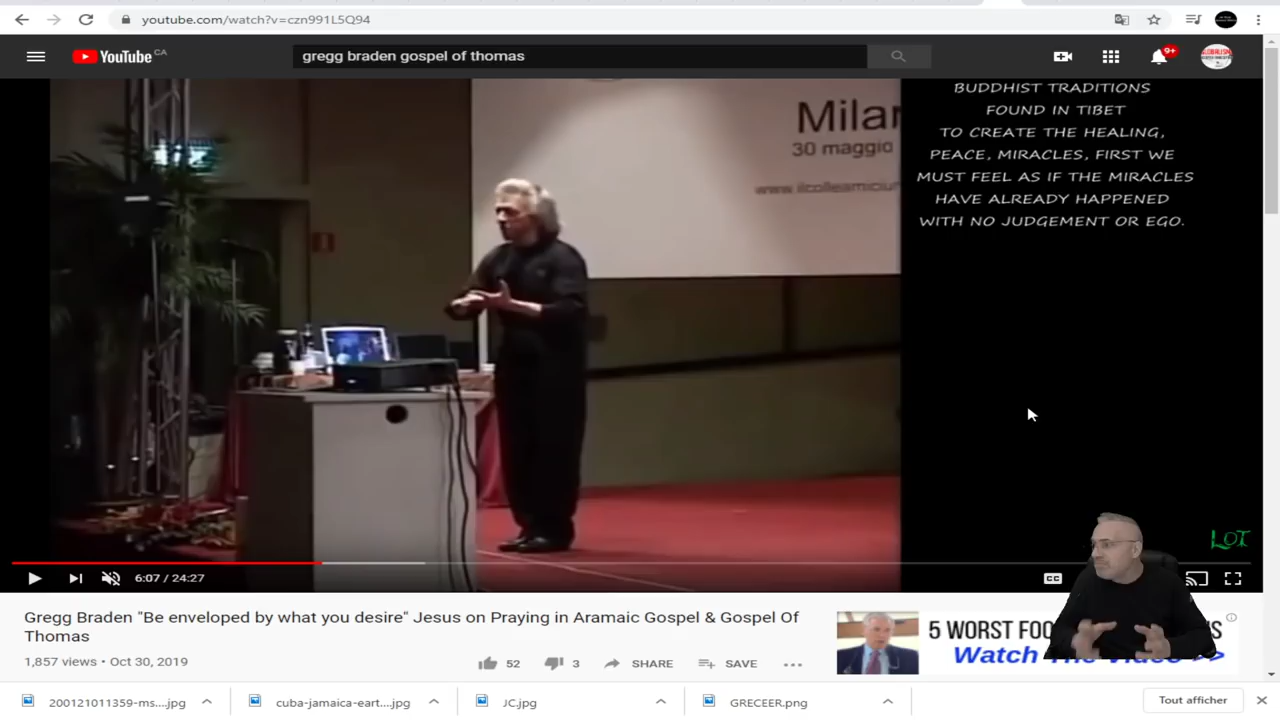 youtube.com/watch?v=czn991L5Q94
YouTube CA
gregg braden gospel of thomas
9+
BUDDHIST TRADITIONS
FOUND IN TIBET
TO CREATE THE HEALING,
PEACE, MIRACLES, FIRST WE
MUST FEEL AS IF THE MIRACLES
HAVE ALREADY HAPPENED
WITH NO JUDGEMENT OR EGO.
30 maggio
LOT
6:07 / 24:27
CC
Gregg Braden "Be enveloped by what you desire" Jesus on Praying in Aramaic Gospel & Gospel Of
Thomas
1,857 views • Oct 30, 2019
52
3
SHARE
SAVE
5 WORST
Watch
>>
200121011359-ms....jpg
cuba-jamaica-eart....jpg
JC.jpg
GRECEER.png
Tout afficher